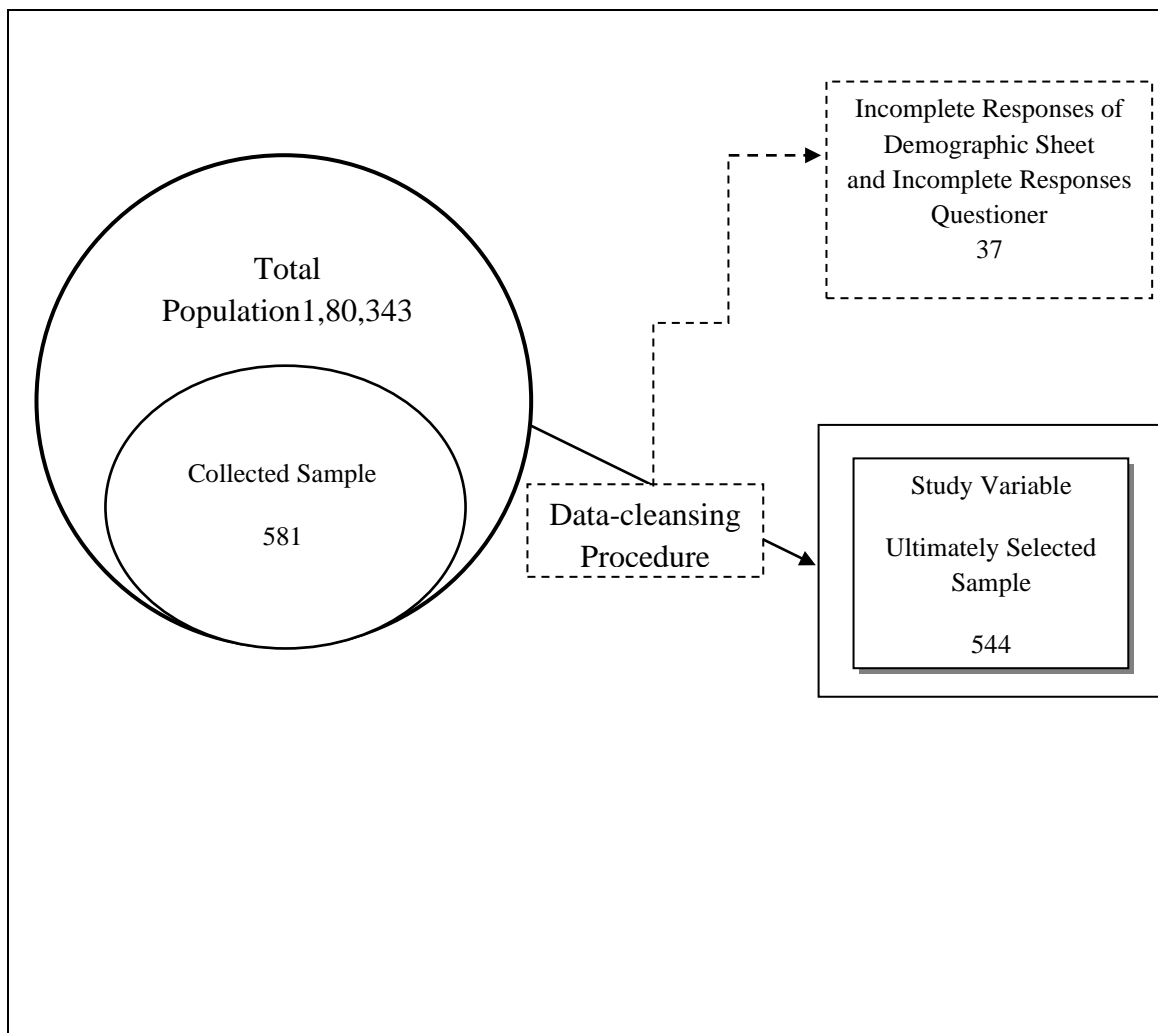 Total
Population1,80,343
Collected Sample
581
Data-cleansing
Procedure
Incomplete Responses of
Demographic Sheet
and Incomplete Responses
Questioner
37
Study Variable
Ultimately Selected
Sample
544